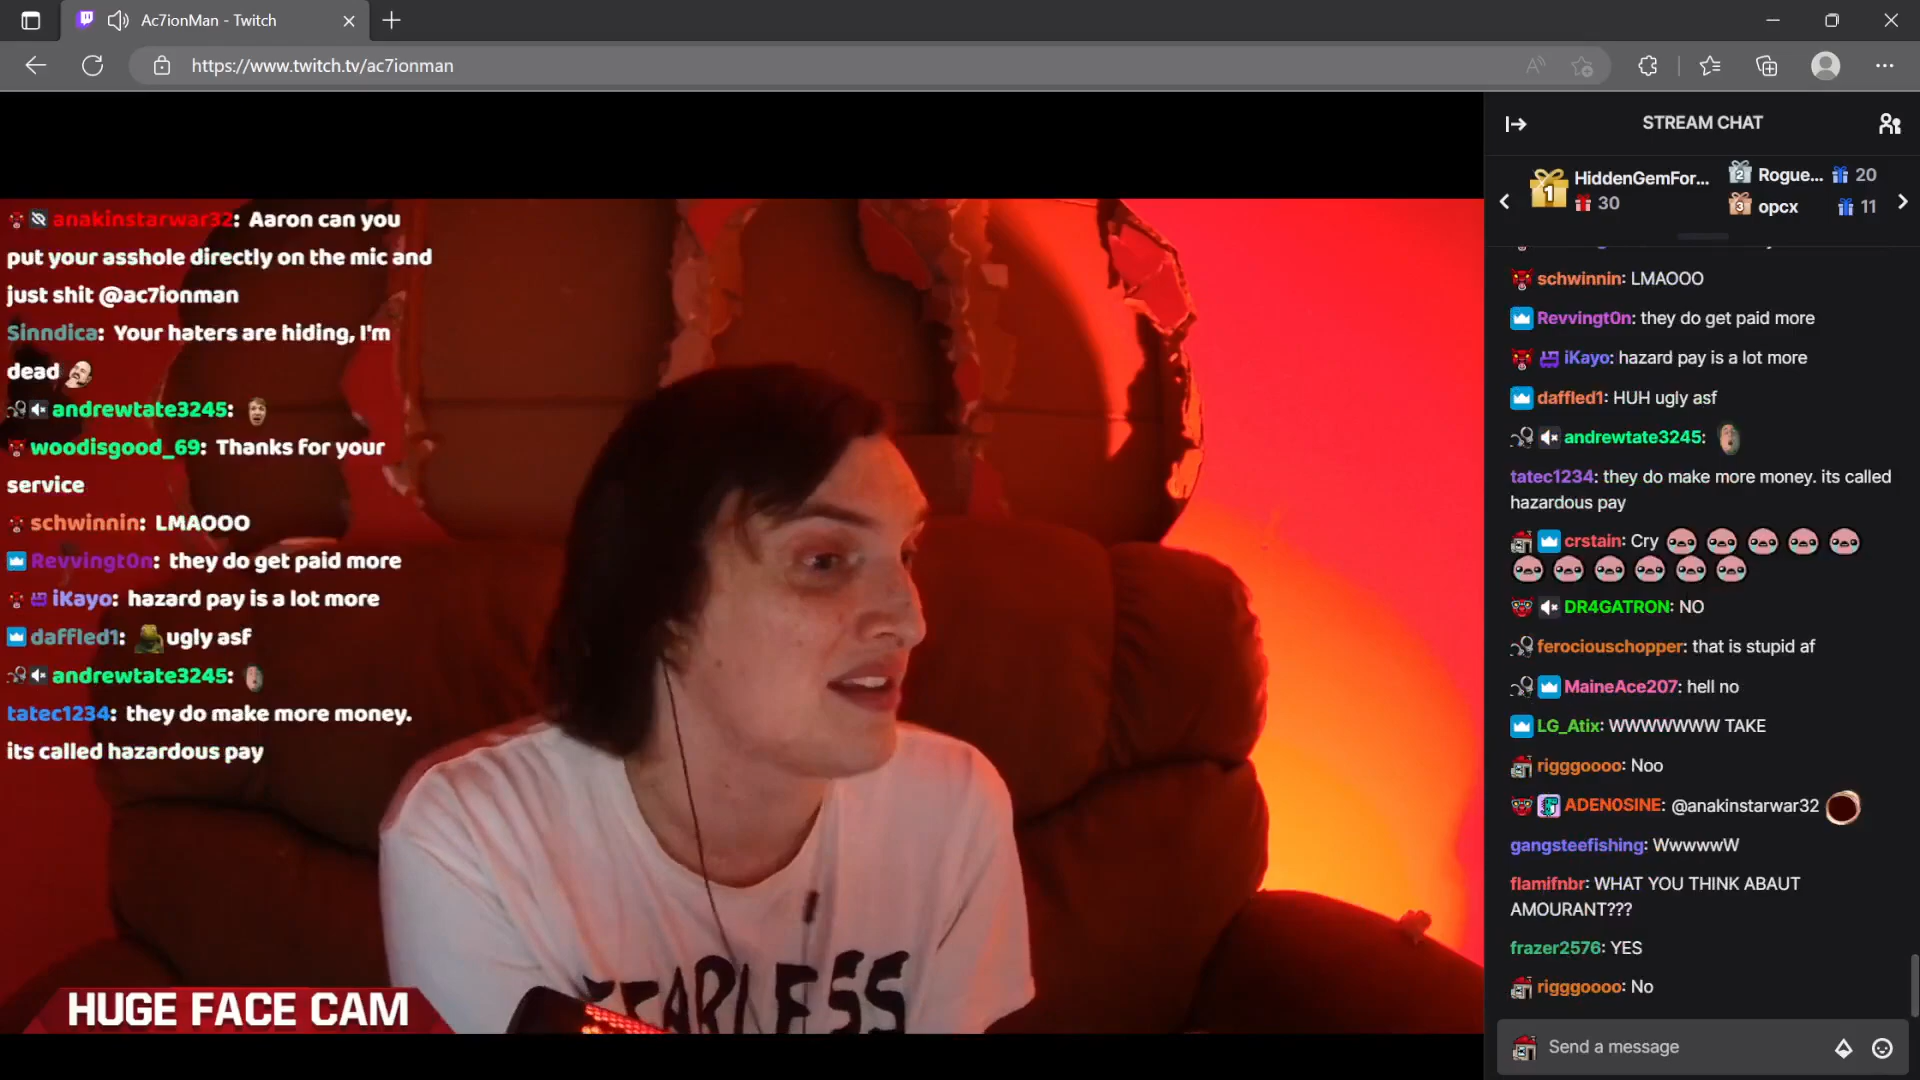 Ac7ionMan - Twitch
https://www.twitch.tv/ac7ionman
anakinstarwar32: Aaron can you
put your asshole directly on the mic and
just shit @ac7ionman
Sinndica: Your haters are hiding, I'm
dead
andrewtate3245:
woodisgood_69: Thanks for your
service
schwinnin: LMAOOO
Revvingt0n: they do get paid more
iKayo: hazard pay is a lot more
daffled1: ugly asf
andrewtate3245:
tatec1234: they do make more money.
its called hazardous pay
FEARLESS
HUGE FACE CAM
STREAM CHAT
1 HiddenGemFor...
30
2 Rogue... 20
3 opcx 11
schwinnin: LMAOOO
Revvingt0n: they do get paid more
iKayo: hazard pay is a lot more
daffled1: HUH ugly asf
andrewtate3245:
tatec1234: they do make more money. its called
hazardous pay
crstain: Cry
DR4GATRON: NO
ferociouschopper: that is stupid af
MaineAce207: hell no
LG_Atix: WWWWWWW TAKE
rigggoooo: Noo
ADEN0SINE: @anakinstarwar32
gangsteefishing: WwwwwW
flamifnbr: WHAT YOU THINK ABAUT
AMOURANT???
frazer2576: YES
rigggoooo: No
Send a message